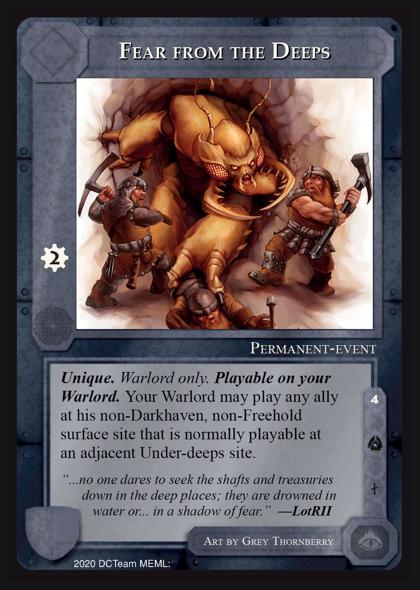 Fear from the Deeps
2
Permanent-event
Unique. Warlord only. Playable on your
Warlord. Your Warlord may play any ally
at his non-Darkhaven, non-Freehold
surface site that is normally playable at
an adjacent Under-deeps site.
4
“...no one dares to seek the shafts and treasuries
down in the deep places; they are drowned in
water or... in a shadow of fear.” —LotRII
Art by Grey Thornberry
2020 DCTeam MEML: